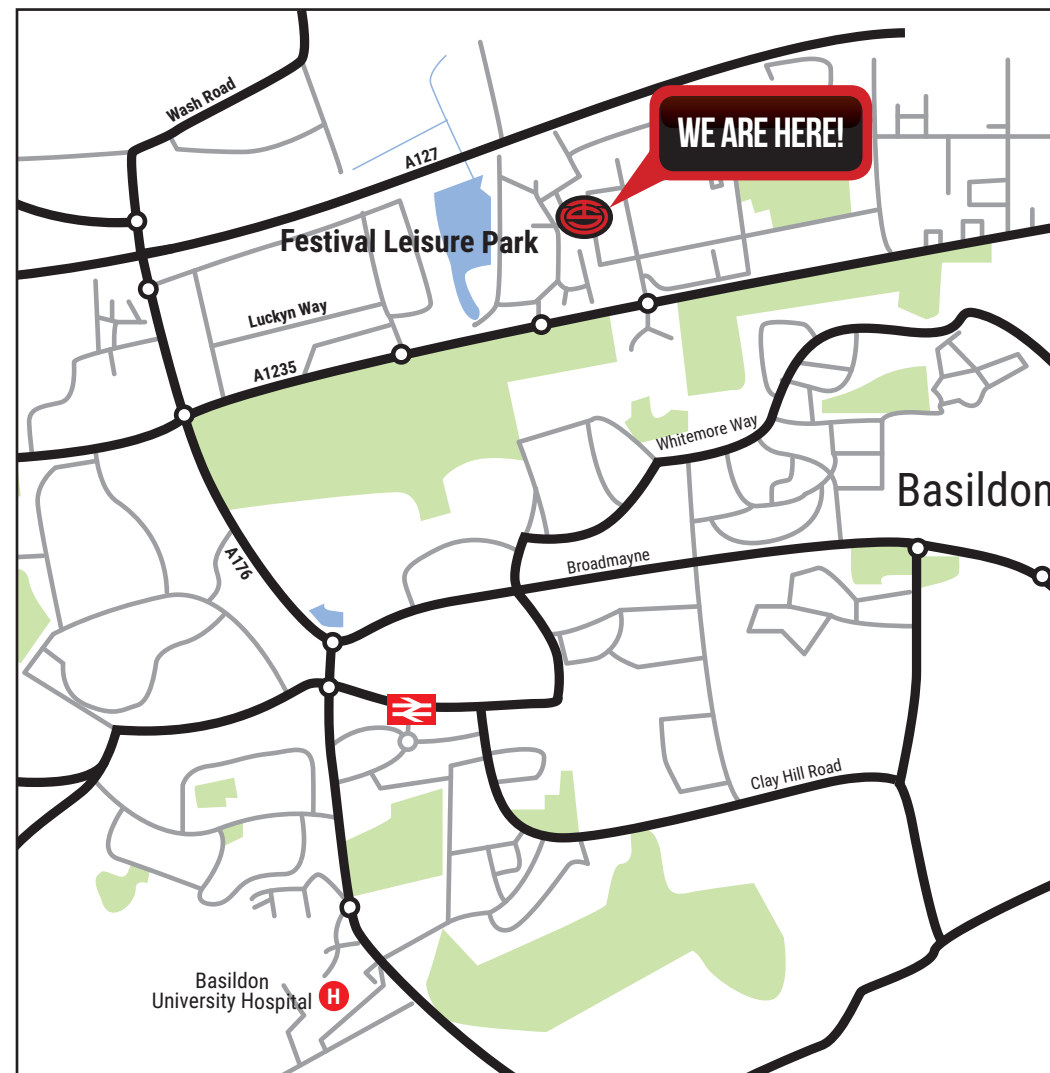 Wash Road
WE ARE HERE!
A127
Festival Leisure Park
Luckyn Way
A1235
Whitemore Way
Basildon
A176
Broadmayne
Clay Hill Road
Basildon
University Hospital
H